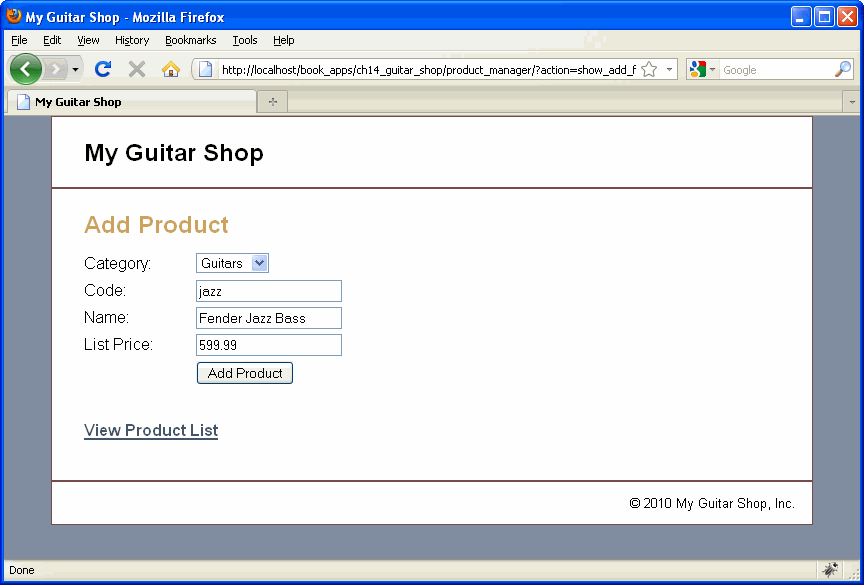 My Guitar Shop - Mozilla Firefox
File Edit View History Bookmarks Tools Help
http://localhost/book_apps/ch14_guitar_shop/product_manager/?action=show_add_f Google
My Guitar Shop
My Guitar Shop
Add Product
Category: Guitars
Code: jazz
Name: Fender Jazz Bass
List Price: 599.99
Add Product
View Product List
© 2010 My Guitar Shop, Inc.
Done